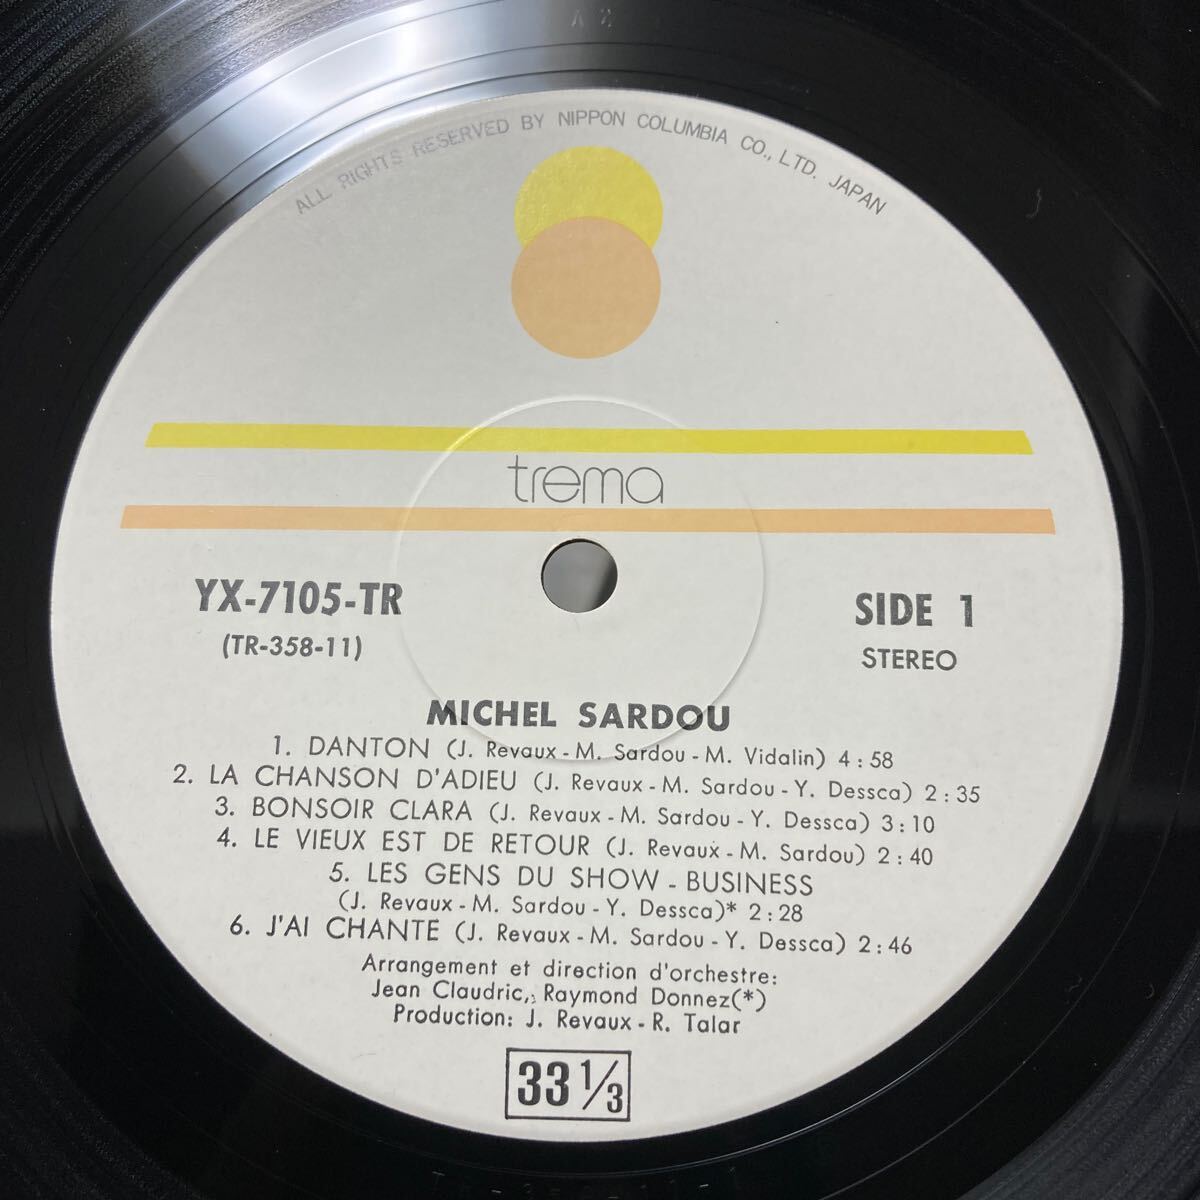 ALL RIGHTS RESERVED BY NIPPON COLUMBIA CO., LTD. JAPAN
trema
YX-7105-TR
(TR-358-11)
SIDE 1
STEREO
MICHEL SARDOU
1. DANTON (J. Revaux - M. Sardou - M. Vidalin) 4 : 58
2. LA CHANSON D'ADIEU (J. Revaux - M. Sardou - Y. Dessca) 2 : 35
3. BONSOIR CLARA (J. Revaux - M. Sardou - Y. Dessca) 3 : 10
4. LE VIEUX EST DE RETOUR (J. Revaux - M. Sardou) 2 : 40
5. LES GENS DU SHOW - BUSINESS
(J. Revaux - M. Sardou - Y. Dessca)* 2 : 28
6. J'AI CHANTE (J. Revaux - M. Sardou - Y. Dessca) 2 : 46
Arrangement et direction d'orchestre:
Jean Claudric,; Raymond Donnez(*)
Production: J. Revaux - R. Talar
33 1/3